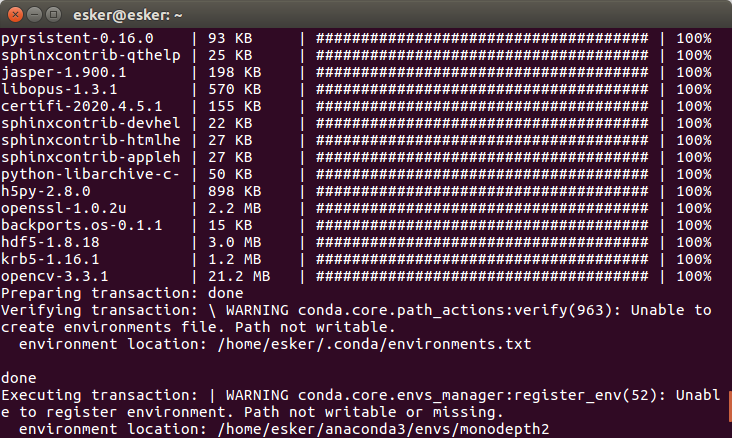 esker@esker: ~
pyrsistent-0.16.0    | 93 KB     | ##################################### | 100%
sphinxcontrib-qthelp | 25 KB     | ##################################### | 100%
jasper-1.900.1       | 198 KB    | ##################################### | 100%
libopus-1.3.1        | 570 KB    | ##################################### | 100%
certifi-2020.4.5.1   | 155 KB    | ##################################### | 100%
sphinxcontrib-devhel | 22 KB     | ##################################### | 100%
sphinxcontrib-htmlhe | 27 KB     | ##################################### | 100%
sphinxcontrib-appleh | 27 KB     | ##################################### | 100%
python-libarchive-c- | 50 KB     | ##################################### | 100%
h5py-2.8.0           | 898 KB    | ##################################### | 100%
openssl-1.0.2u       | 2.2 MB    | ##################################### | 100%
backports.os-0.1.1   | 15 KB     | ##################################### | 100%
hdf5-1.8.18          | 3.0 MB    | ##################################### | 100%
krb5-1.16.1          | 1.2 MB    | ##################################### | 100%
opencv-3.3.1         | 21.2 MB   | ##################################### | 100%
Preparing transaction: done
Verifying transaction: \ WARNING conda.core.path_actions:verify(963): Unable to
create environments file. Path not writable.
  environment location: /home/esker/.conda/environments.txt
done
Executing transaction: | WARNING conda.core.envs_manager:register_env(52): Unabl
e to register environment. Path not writable or missing.
  environment location: /home/esker/anaconda3/envs/monodepth2